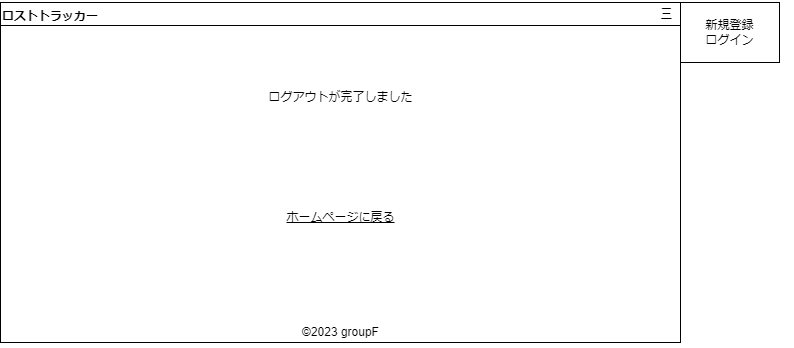 ロストトラッカー
三
新規登録
ログイン
ログアウトが完了しました
ホームページに戻る
©2023 groupF